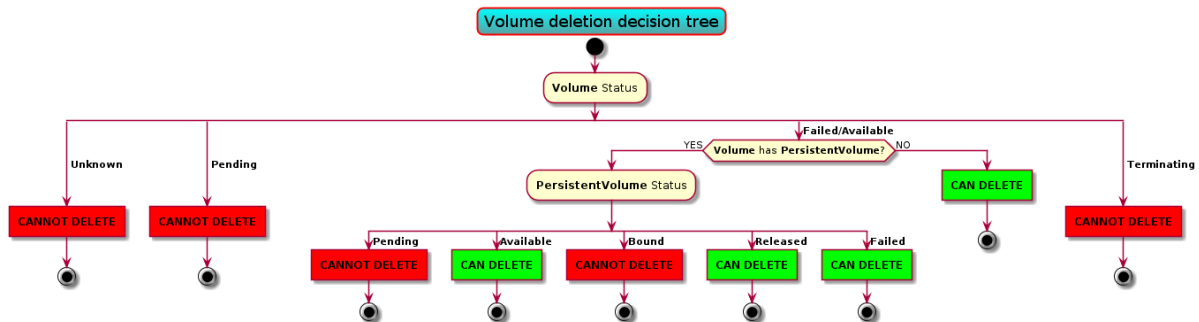 Volume deletion decision tree
Volume Status
Unknown
Pending
Failed/Available
Terminating
YES
Volume has PersistentVolume?
NO
PersistentVolume Status
CAN DELETE
CANNOT DELETE
CANNOT DELETE
CANNOT DELETE
Pending
Available
Bound
Released
Failed
CANNOT DELETE
CAN DELETE
CANNOT DELETE
CAN DELETE
CAN DELETE